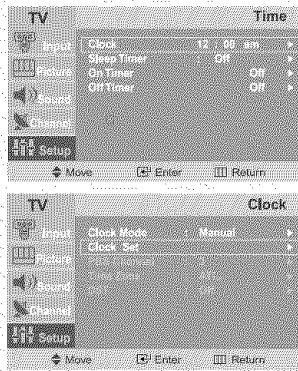 TV Time
Input
Picture
Sound
Channel
Setup
Clock 12 : 00 am
Sleep Timer : Off
On Timer Off
Off Timer Off
Move Enter Return
TV Clock
Input
Picture
Sound
Channel
Setup
Clock Mode : Manual
Clock Set
Time Zone
Move Enter Return